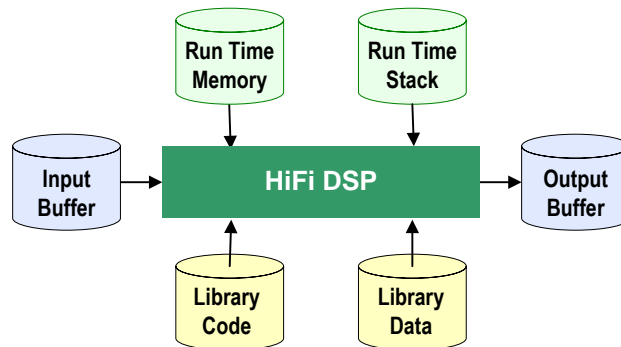 Run Time
Memory
Run Time
Stack
Input
Buffer
HiFi DSP
Output
Buffer
Library
Code
Library
Data